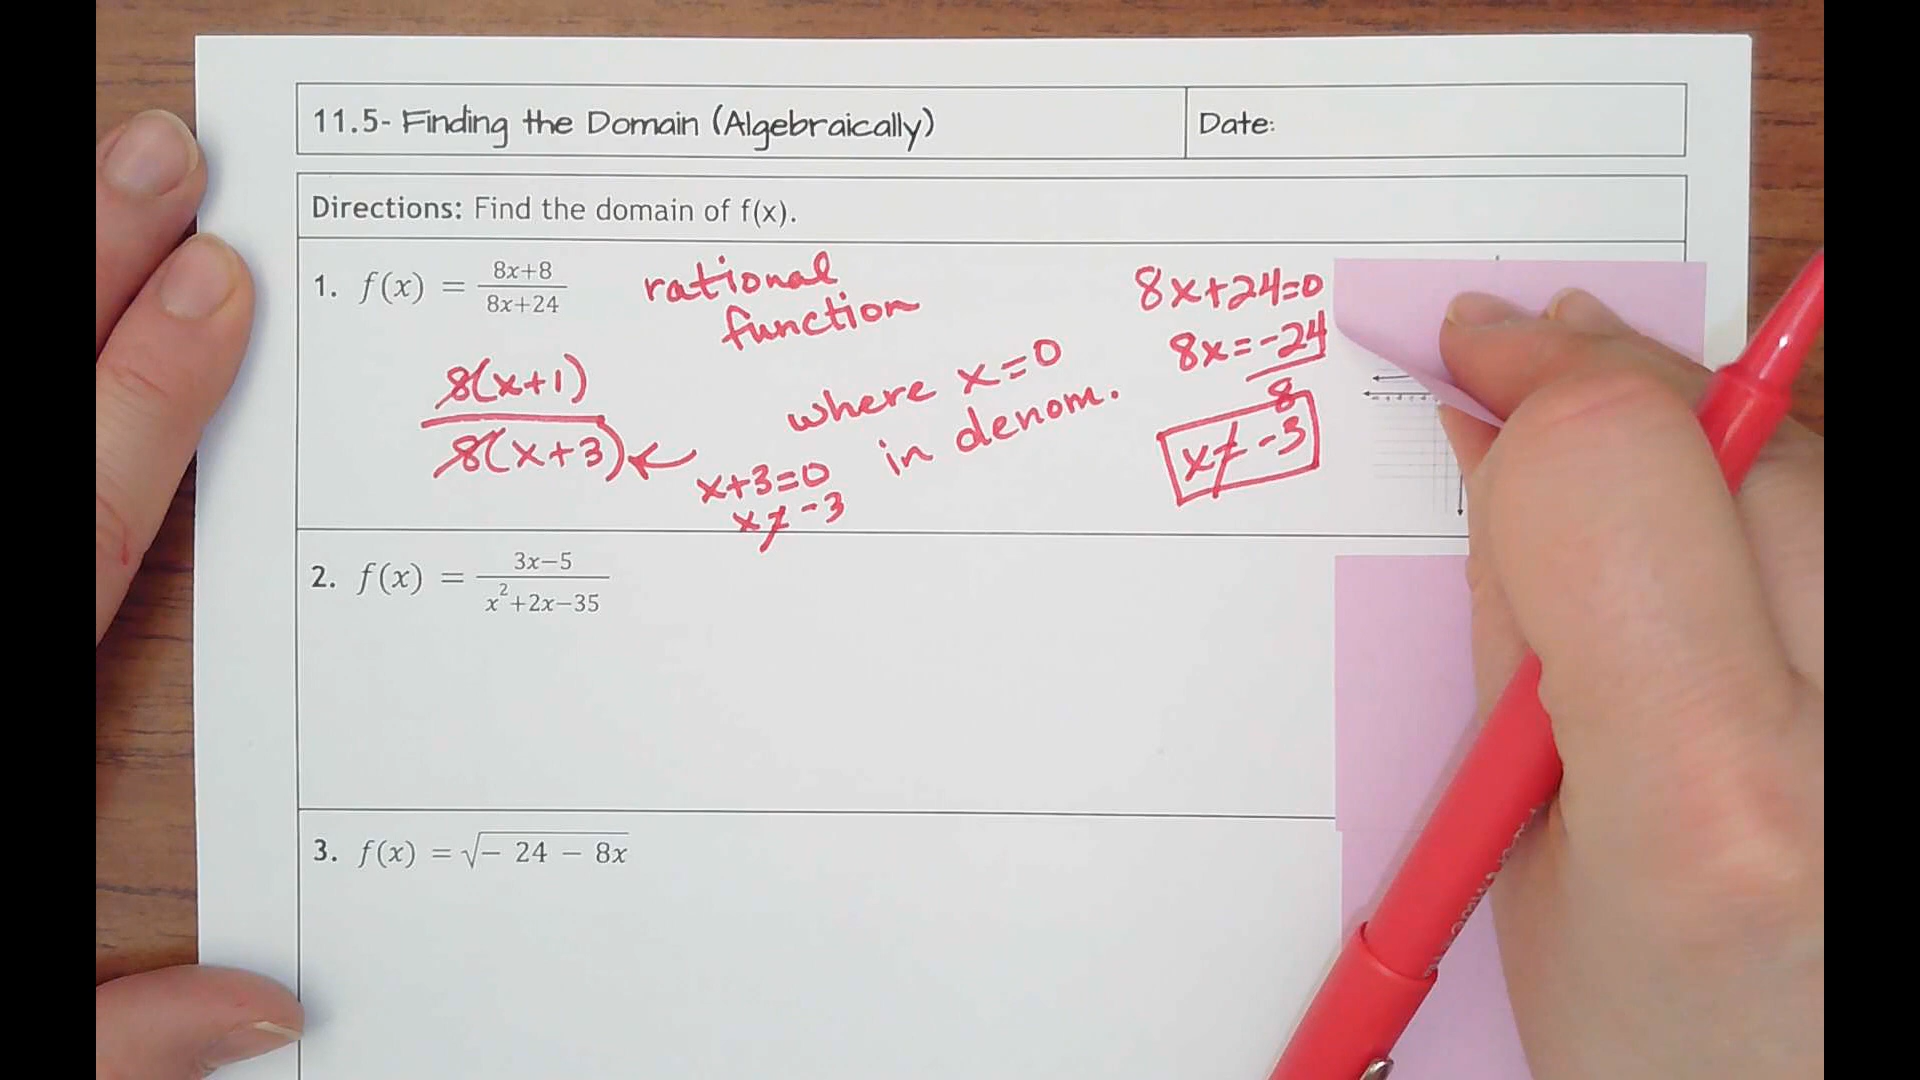 11.5- Finding the Domain (Algebraically)
Date:
Directions: Find the domain of f(x).
1. f(x) = 8x+8
8x+24
rational
function
8(x+1)
8(x+3)
x+3=0
x≠-3
where x=0
in denom.
8x+24=0
8x=-24
8
x≠-3
2. f(x) = 3x−5
x²+2x−35
3. f(x) = √− 24 − 8x